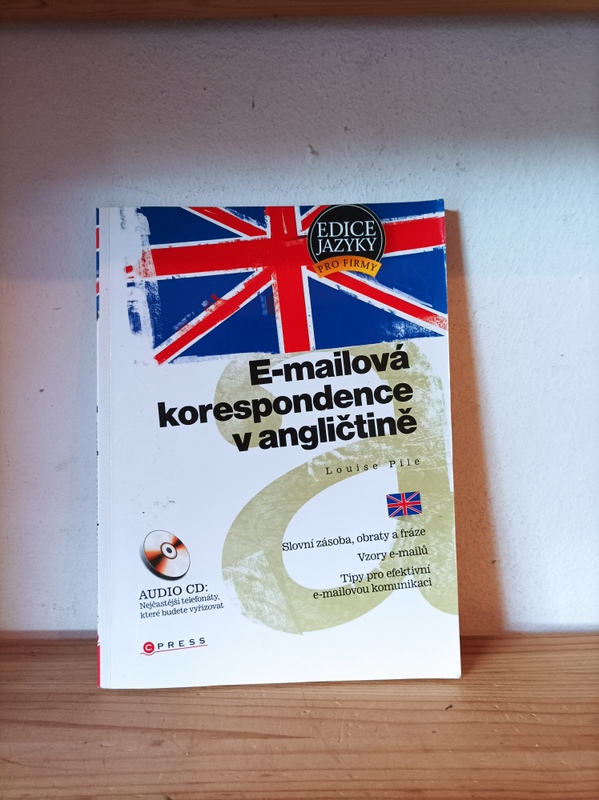 EDICE
JAZYKY
PRO FIRMY
E-mailová
korespondence
v angličtině
Louise Pile
Slovní zásoba, obraty a fráze
Vzory e-mailů
Tipy pro efektivní
e-mailovou komunikaci
AUDIO CD:
Nejčastější telefonáty,
které budete vyřizovat
CPRESS